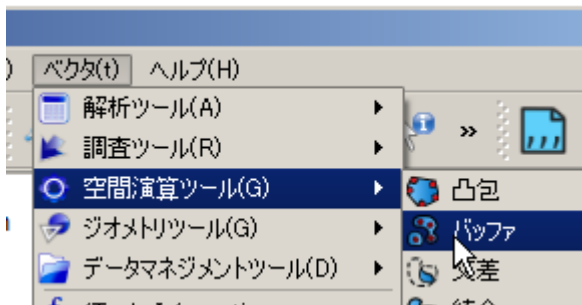 ベクタ(t) ヘルプ(H)
解析ツール(A)
調査ツール(R)
»
空間演算ツール(G)
凸包
ジオメトリツール(G)
バッファ
データマネジメントツール(D)
交差